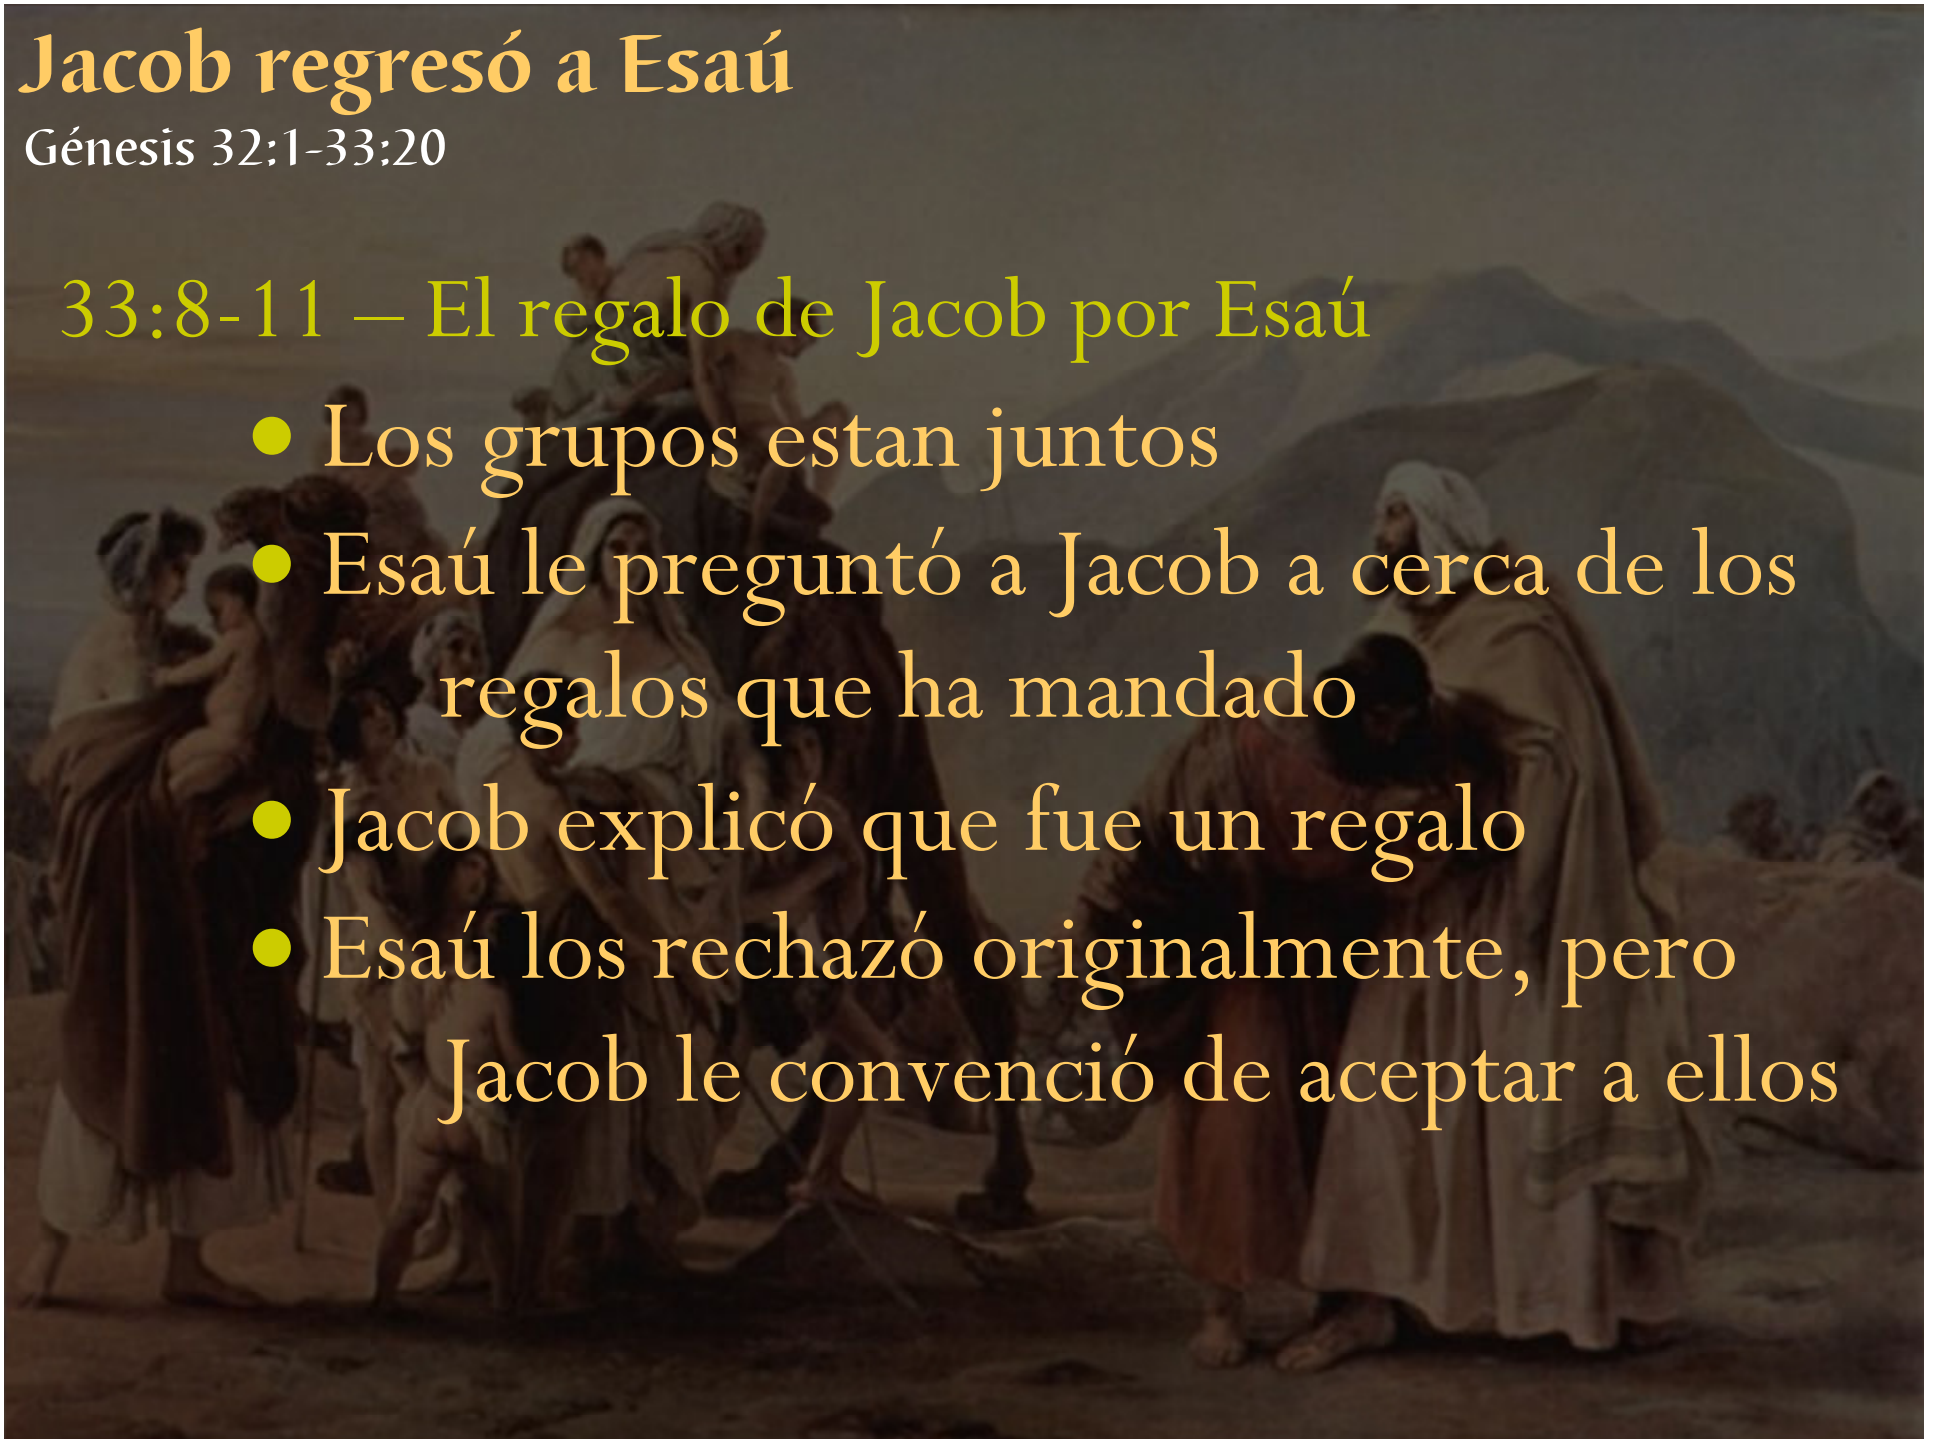 Jacob regresó a Esaú
Génesis 32:1-33:20
33:8-11 – El regalo de Jacob por Esaú
● Los grupos estan juntos
● Esaú le preguntó a Jacob a cerca de los
regalos que ha mandado
● Jacob explicó que fue un regalo
● Esaú los rechazó originalmente, pero
Jacob le convenció de aceptar a ellos